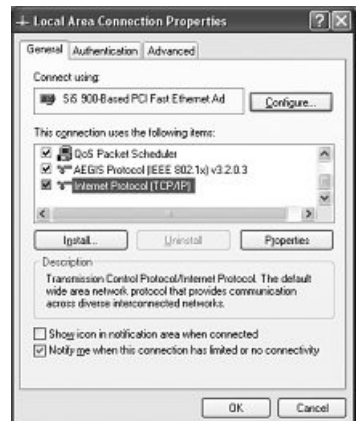 Local Area Connection Properties
General Authentication Advanced
Connect using:
SiS 900-Based PCI Fast Ethernet Ad
Configure...
This connection uses the following items:
QoS Packet Scheduler
AEGIS Protocol (IEEE 802.1x) v3.2.0.3
Internet Protocol (TCP/IP)
Install... Uninstall Properties
Description
Transmission Control Protocol/Internet Protocol. The default
wide area network protocol that provides communication
across diverse interconnected networks.
Show icon in notification area when connected
Notify me when this connection has limited or no connectivity
OK Cancel